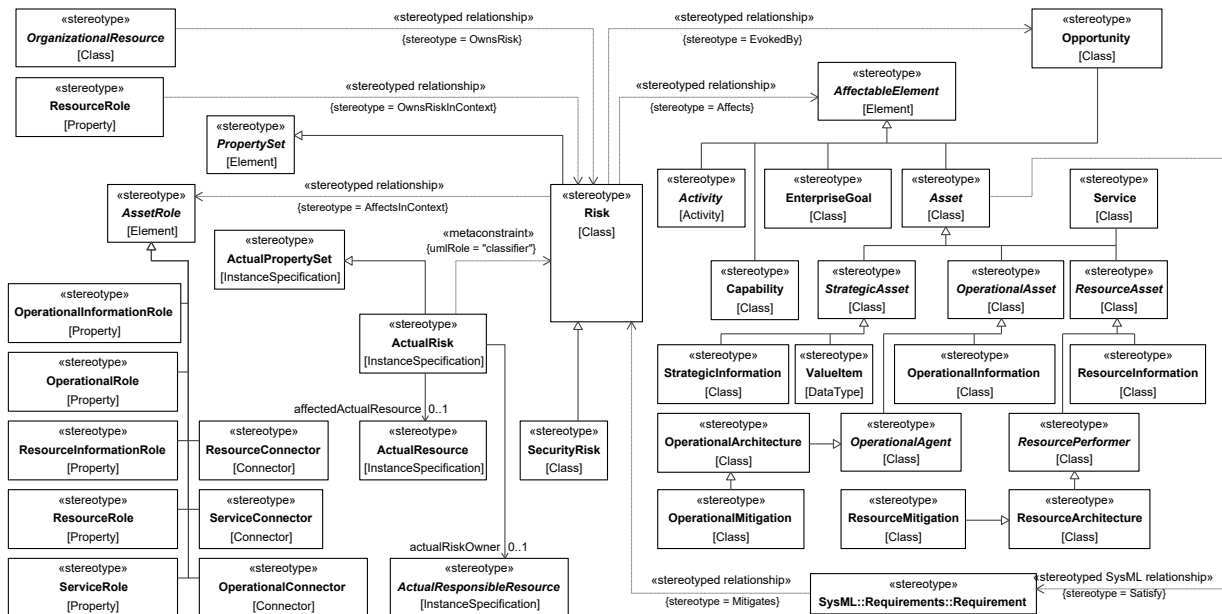 «stereotype»
OrganizationalResource
[Class]
«stereotyped relationship»
{stereotype = OwnsRisk}
«stereotype»
ResourceRole
[Property]
«stereotyped relationship»
{stereotype = OwnsRiskInContext}
«stereotype»
PropertySet
[Element]
«stereotype»
AssetRole
[Element]
«stereotyped relationship»
{stereotype = AffectsInContext}
«stereotype»
Risk
[Class]
«stereotype»
ActualPropertySet
[InstanceSpecification]
«metaconstraint»
{umlRole = "classifier"}
«stereotype»
OperationalInformationRole
[Property]
«stereotype»
OperationalRole
[Property]
«stereotype»
ResourceInformationRole
[Property]
«stereotype»
ResourceRole
[Property]
«stereotype»
ServiceRole
[Property]
«stereotype»
ResourceConnector
[Connector]
«stereotype»
ServiceConnector
[Connector]
«stereotype»
OperationalConnector
[Connector]
«stereotype»
ActualRisk
[InstanceSpecification]
affectedActualResource 0..1
«stereotype»
ActualResource
[InstanceSpecification]
actualRiskOwner 0..1
«stereotype»
ActualResponsibleResource
[InstanceSpecification]
«stereotype»
SecurityRisk
[Class]
«stereotyped relationship»
{stereotype = EvokedBy}
«stereotype»
Opportunity
[Class]
«stereotyped relationship»
{stereotype = Affects}
«stereotype»
AffectableElement
[Element]
«stereotype»
Activity
[Activity]
«stereotype»
EnterpriseGoal
[Class]
«stereotype»
Asset
[Class]
«stereotype»
Service
[Class]
«stereotype»
Capability
[Class]
«stereotype»
StrategicAsset
[Class]
«stereotype»
OperationalAsset
[Class]
«stereotype»
ResourceAsset
[Class]
«stereotype»
StrategicInformation
[Class]
«stereotype»
ValueItem
[DataType]
«stereotype»
OperationalInformation
[Class]
«stereotype»
ResourceInformation
[Class]
«stereotype»
OperationalArchitecture
[Class]
«stereotype»
OperationalAgent
[Class]
«stereotype»
ResourcePerformer
[Class]
«stereotype»
OperationalMitigation
[Class]
«stereotype»
ResourceMitigation
[Class]
«stereotype»
ResourceArchitecture
[Class]
«stereotyped relationship»
{stereotype = Mitigates}
«stereotype»
SysML::Requirements::Requirement
«stereotyped SysML relationship»
{stereotype = Satisfy}